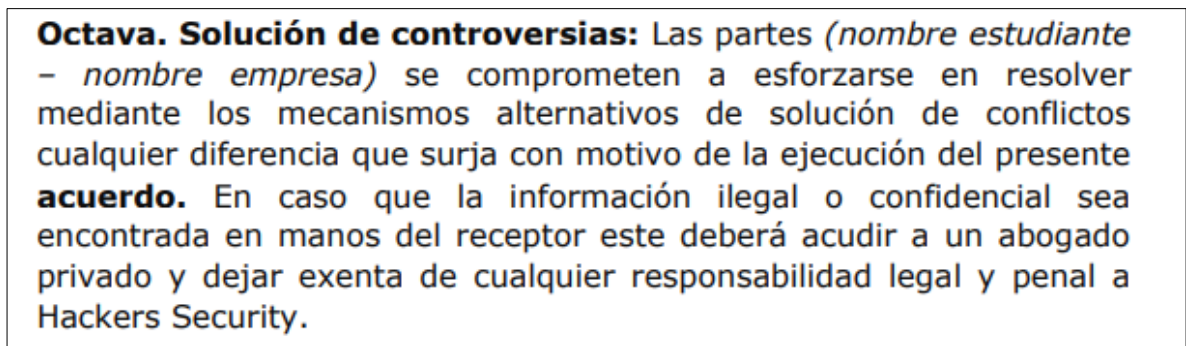 Octava. Solución de controversias: Las partes (nombre estudiante
– nombre empresa) se comprometen a esforzarse en resolver
mediante los mecanismos alternativos de solución de conflictos
cualquier diferencia que surja con motivo de la ejecución del presente
acuerdo. En caso que la información ilegal o confidencial sea
encontrada en manos del receptor este deberá acudir a un abogado
privado y dejar exenta de cualquier responsabilidad legal y penal a
Hackers Security.